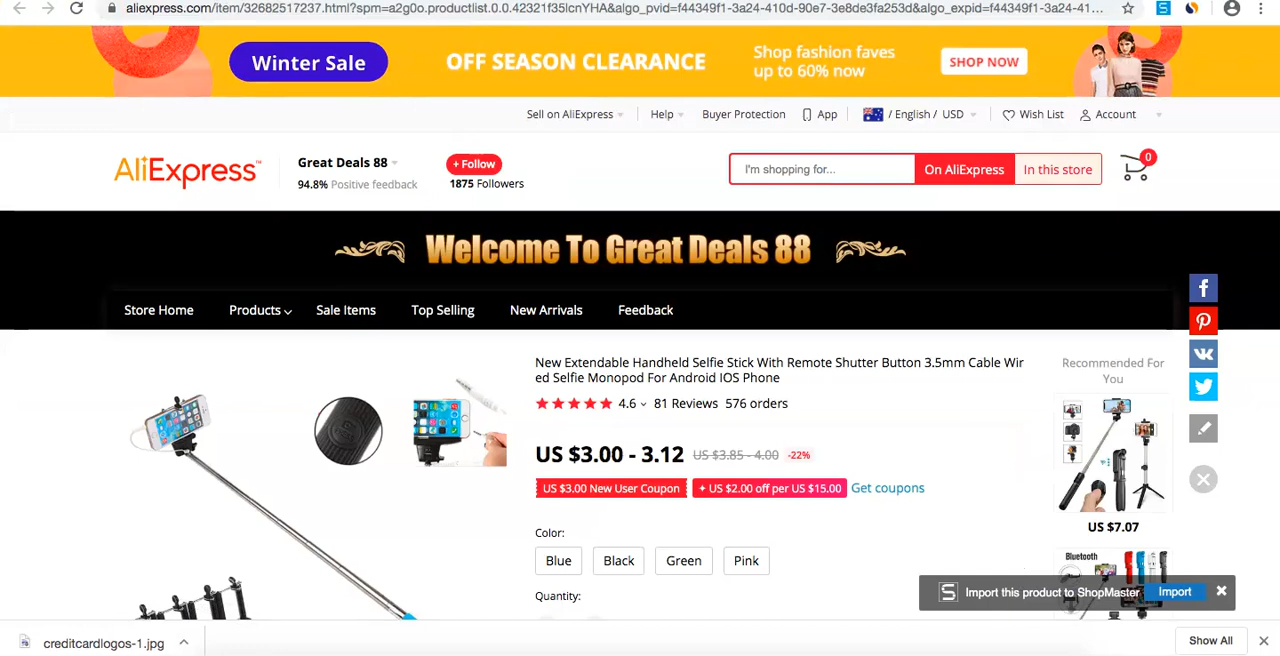 aliexpress.com/item/32682517237.html?spm=a2g0o.productlist.0.0.42321f35lcnYHA&algo_pvid=f44349f1-3a24-410d-90e7-3e8de3fa253d&algo_expid=f44349f1-3a24-41...
Winter Sale
OFF SEASON CLEARANCE
Shop fashion faves
up to 60% now
SHOP NOW
Sell on AliExpress
Help
Buyer Protection
App
/ English / USD
Wish List
Account
AliExpress™
Great Deals 88
94.8% Positive feedback
+ Follow
1875 Followers
I'm shopping for...
On AliExpress
In this store
0
Welcome To Great Deals 88
Store Home
Products
Sale Items
Top Selling
New Arrivals
Feedback
New Extendable Handheld Selfie Stick With Remote Shutter Button 3.5mm Cable Wir
ed Selfie Monopod For Android IOS Phone
4.6
81 Reviews
576 orders
US $3.00 - 3.12
US $3.85 - 4.00
-22%
US $3.00 New User Coupon
+ US $2.00 off per US $15.00
Get coupons
Color:
Blue
Black
Green
Pink
Quantity:
Recommended For
You
US $7.07
Bluetooth
Import this product to ShopMaster
Import
creditcardlogos-1.jpg
Show All